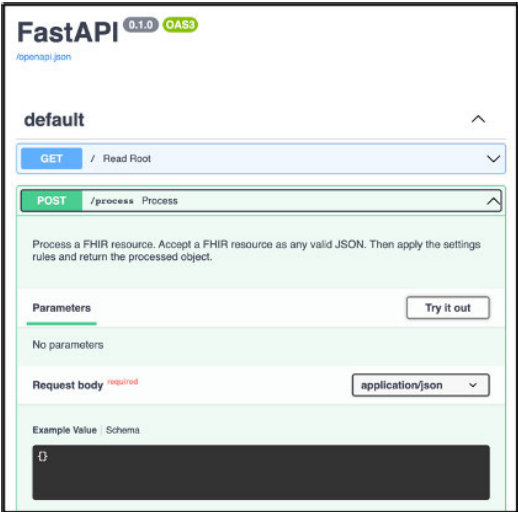 FastAPI 0.1.0 OAS3
/openapi.json
default
GET / Read Root
POST /process Process
Process a FHIR resource. Accept a FHIR resource as any valid JSON. Then apply the settings
rules and return the processed object.
Parameters Try it out
No parameters
Request body required application/json
Example Value | Schema
{}